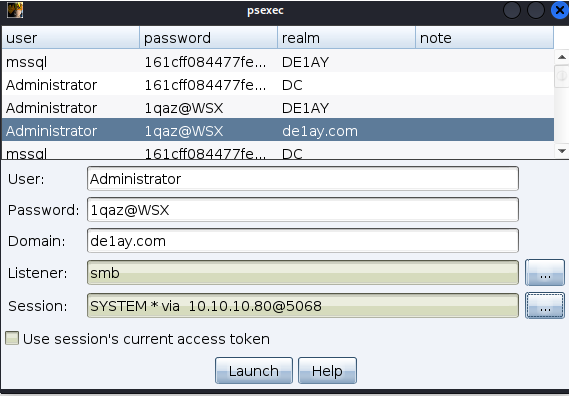 psexec
user password realm note
mssql 161cff084477fe... DE1AY
Administrator 161cff084477fe... DC
Administrator 1qaz@WSX DE1AY
Administrator 1qaz@WSX de1ay.com
mssql 161cff084477fe... DC
User: Administrator
Password: 1qaz@WSX
Domain: de1ay.com
Listener: smb ...
Session: SYSTEM * via 10.10.10.80@5068 ...
Use session's current access token
Launch Help